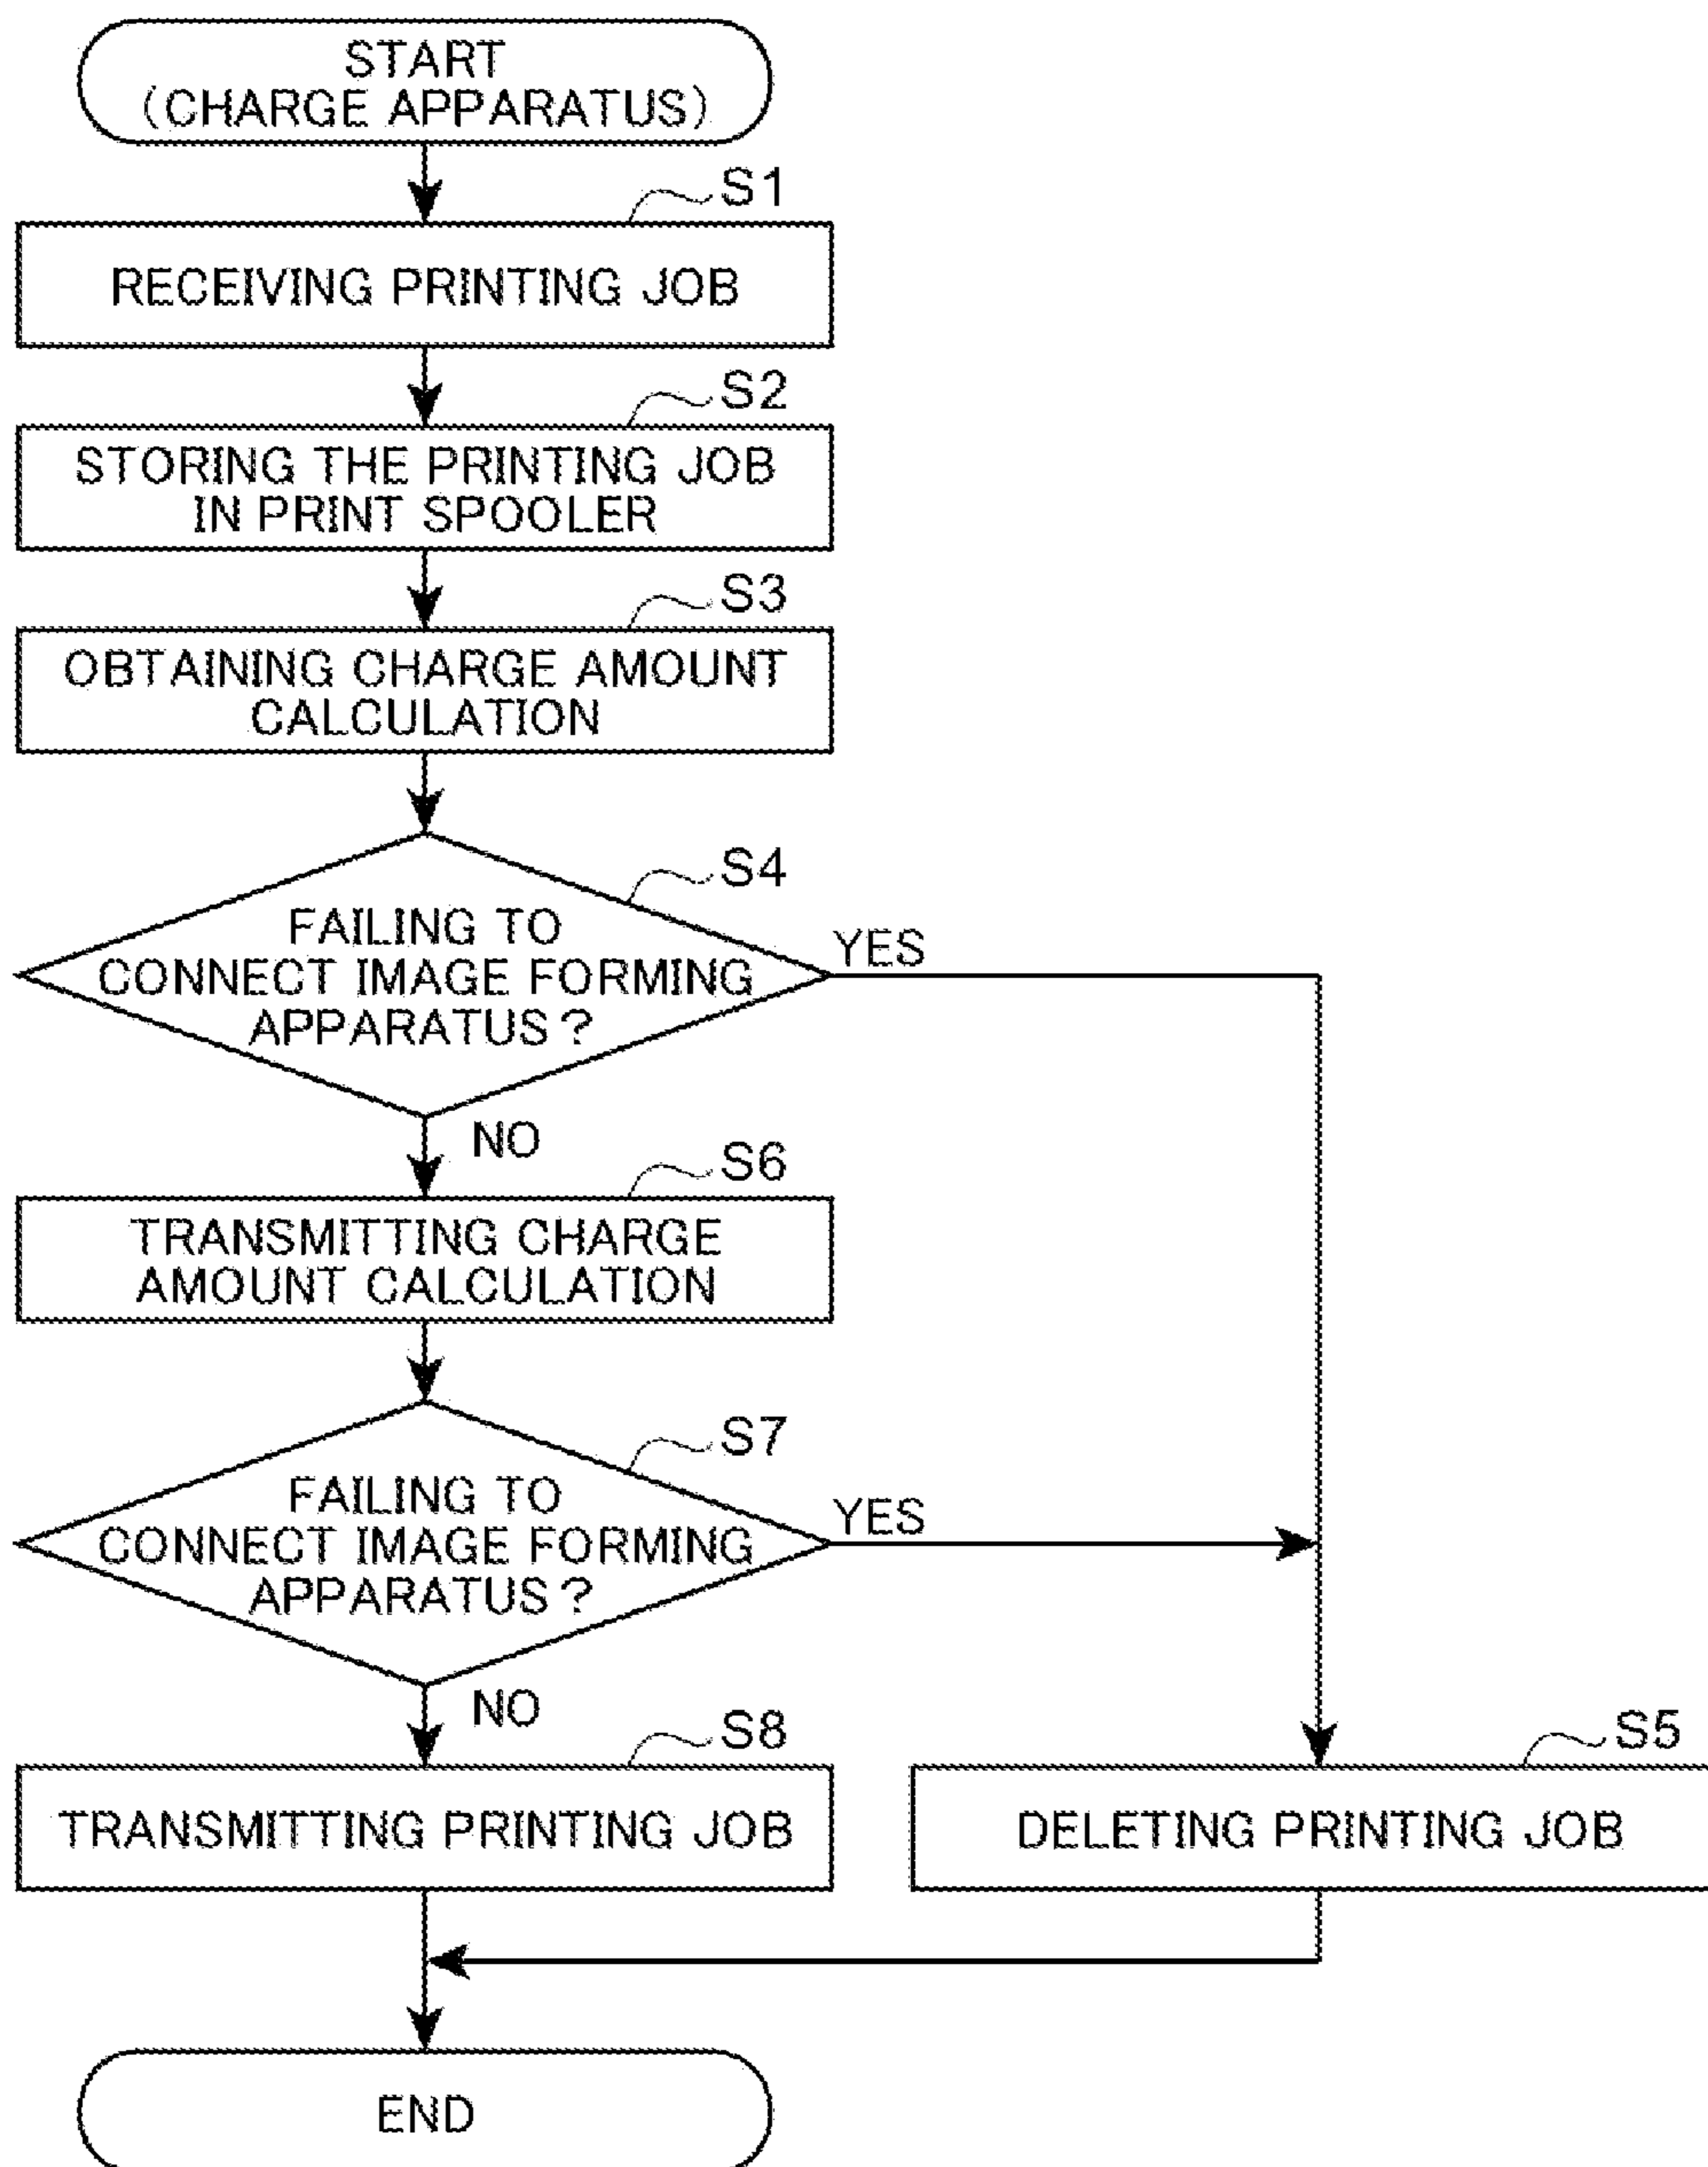 START
(CHARGE APPARATUS)
S1
RECEIVING PRINTING JOB
S2
STORING THE PRINTING JOB
IN PRINT SPOOLER
S3
OBTAINING CHARGE AMOUNT
CALCULATION
S4
FAILING TO
CONNECT IMAGE FORMING
APPARATUS?
YES
NO
S6
TRANSMITTING CHARGE
AMOUNT CALCULATION
S7
FAILING TO
CONNECT IMAGE FORMING
APPARATUS?
YES
NO
S8
TRANSMITTING PRINTING JOB
S5
DELETING PRINTING JOB
END